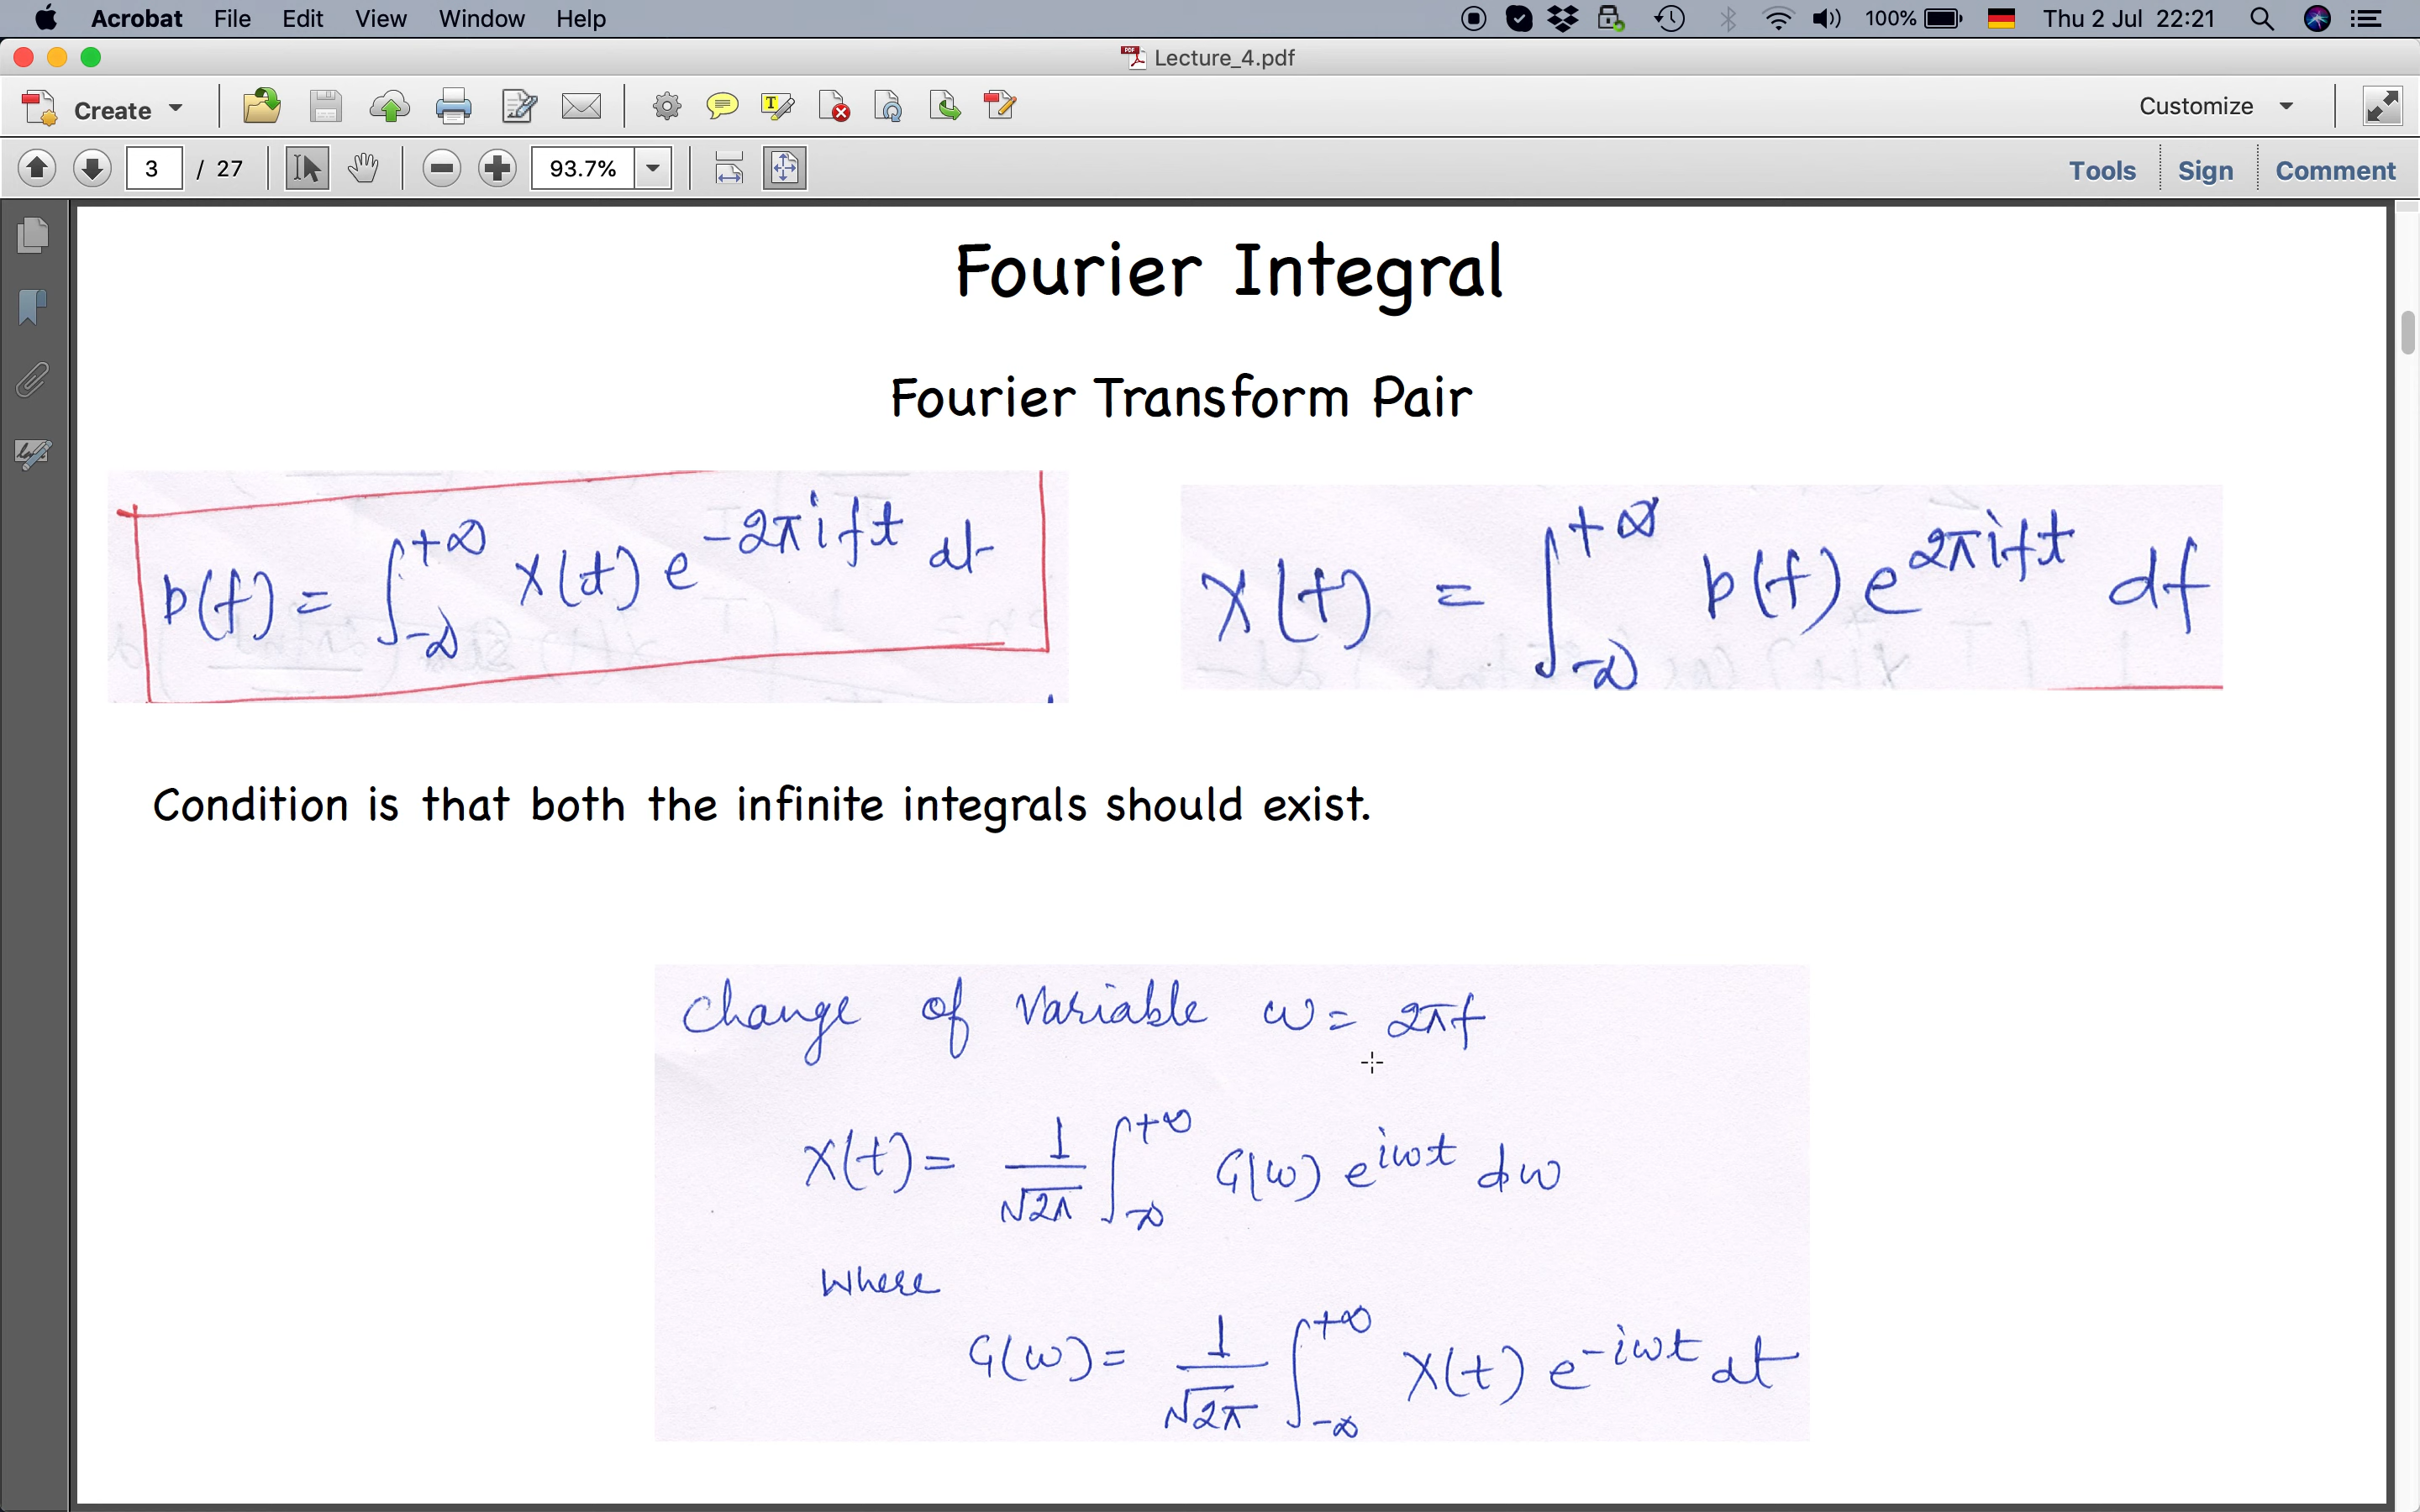 Acrobat File Edit View Window Help 100% Thu 2 Jul 22:21
Lecture_4.pdf
Create Customize
3 / 27 93.7% Tools Sign Comment
Fourier Integral
Fourier Transform Pair
p(f) = ∫_{-∞}^{+∞} x(t) e^{-2πift} dt
x(t) = ∫_{-∞}^{+∞} p(f) e^{2πift} df
Condition is that both the infinite integrals should exist.
Change of Variable ω = 2πf
x(t) = 1/√2π ∫_{-∞}^{+∞} G(ω) e^{iωt} dω
Where
G(ω) = 1/√2π ∫_{-∞}^{+∞} x(t) e^{-iωt} dt